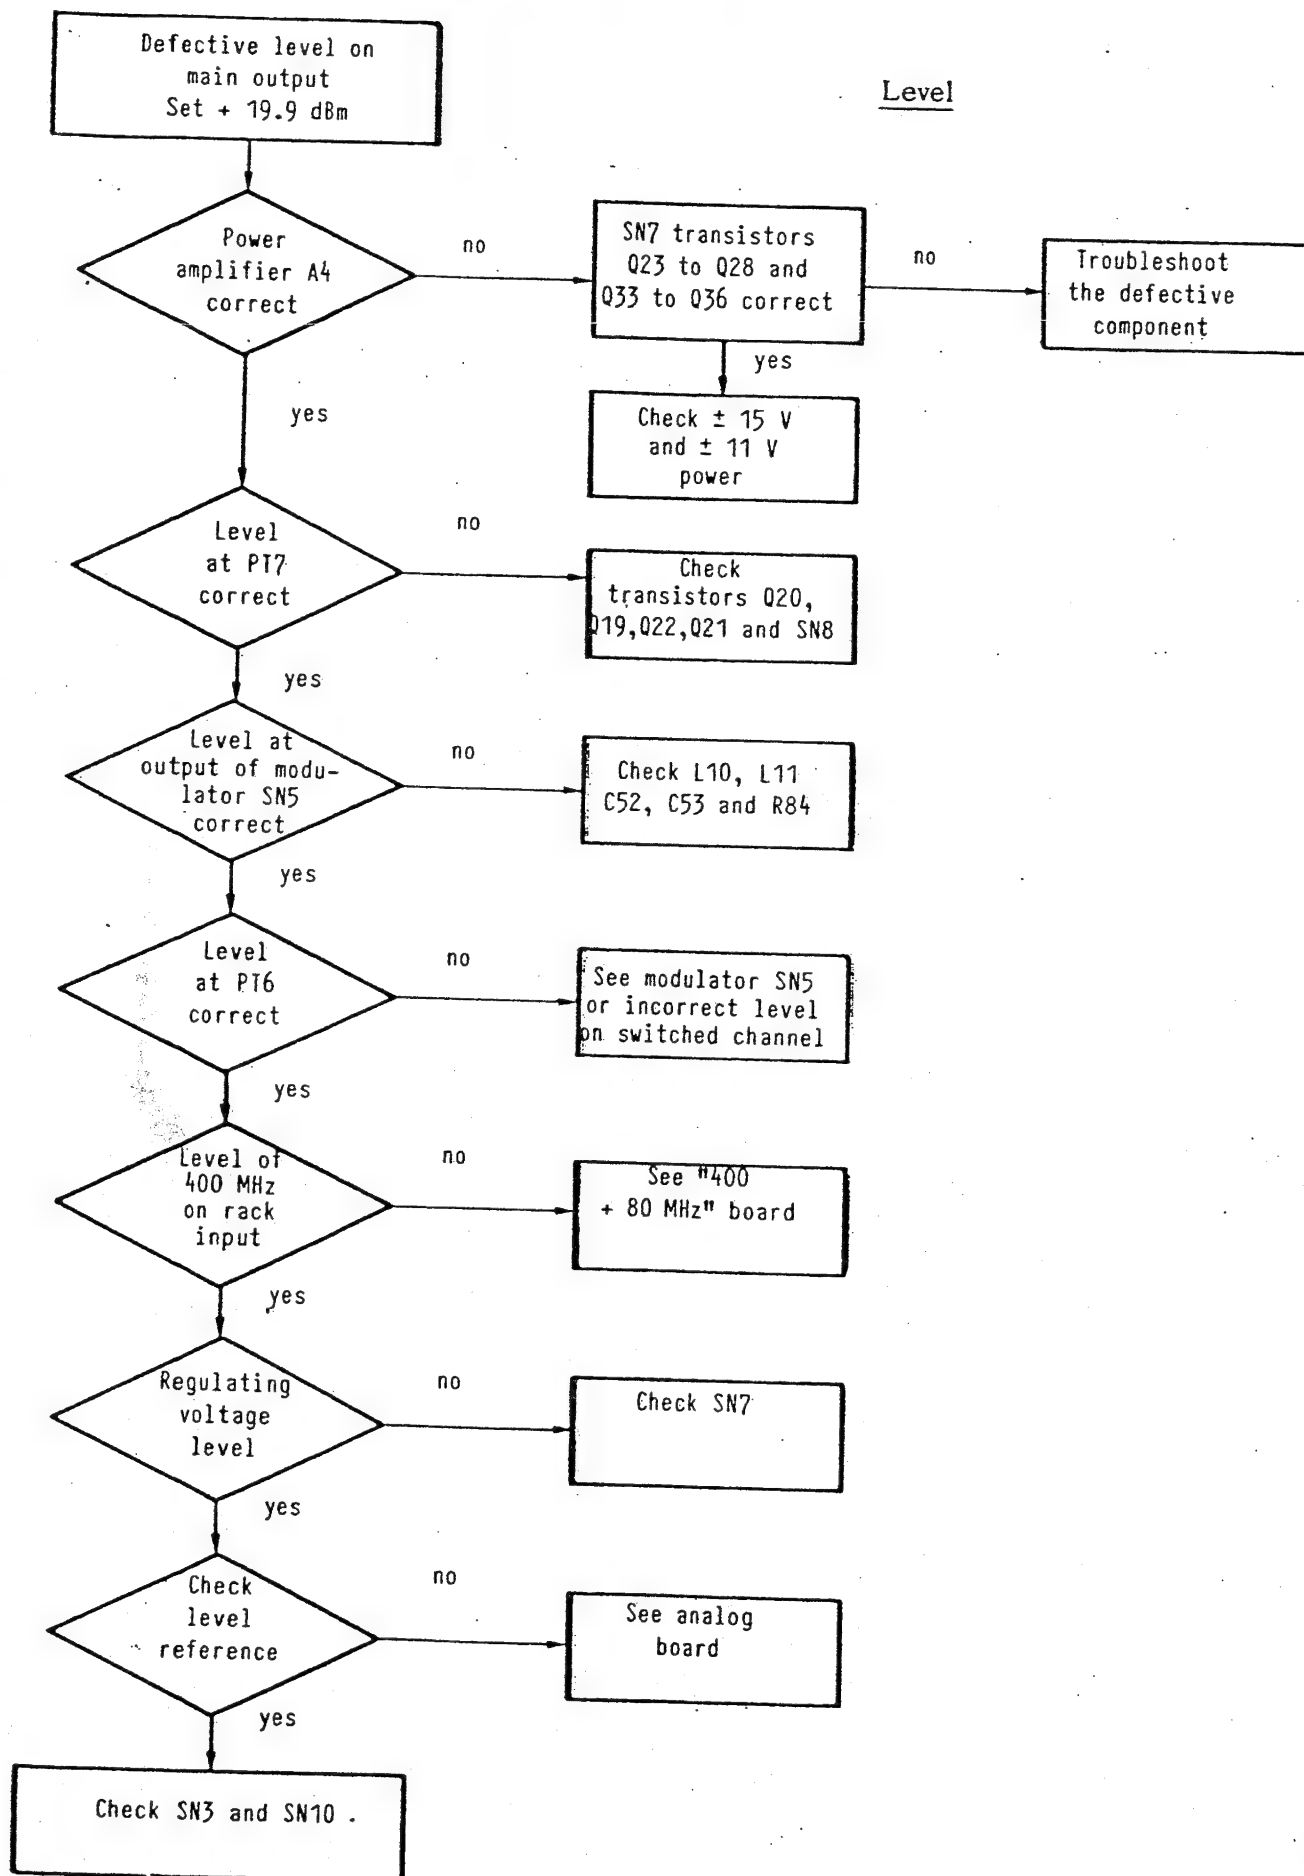 Level
Defective level on
main output
Set + 19.9 dBm
Power
amplifier A4
correct
no
SN7 transistors
Q23 to Q28 and
Q33 to Q36 correct
no
Troubleshoot
the defective
component
yes
Check ± 15 V
and ± 11 V
power
yes
Level
at PT7
correct
no
Check
transistors Q20,
Q19,Q22,Q21 and SN8
yes
Level at
output of modu-
lator SN5
correct
no
Check L10, L11
C52, C53 and R84
yes
Level
at PT6
correct
no
See modulator SN5
or incorrect level
on switched channel
yes
Level of
400 MHz
on rack
input
no
See "400
+ 80 MHz" board
yes
Regulating
voltage
level
no
Check SN7
yes
Check
level
reference
no
See analog
board
yes
Check SN3 and SN10 .